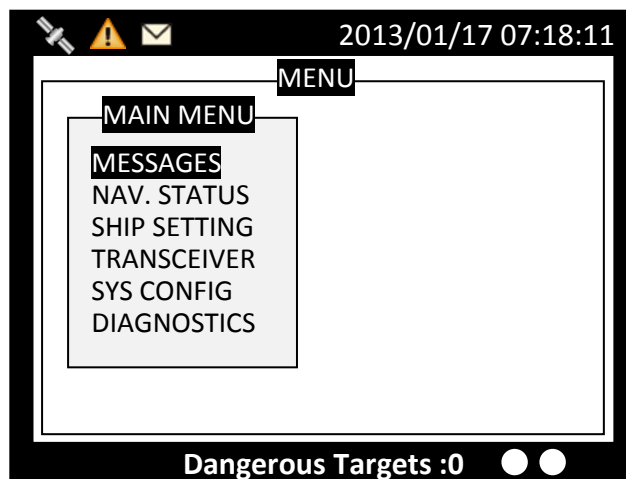 2013/01/17 07:18:11
MENU
MAIN MENU
MESSAGES
NAV. STATUS
SHIP SETTING
TRANSCEIVER
SYS CONFIG
DIAGNOSTICS
Dangerous Targets :0